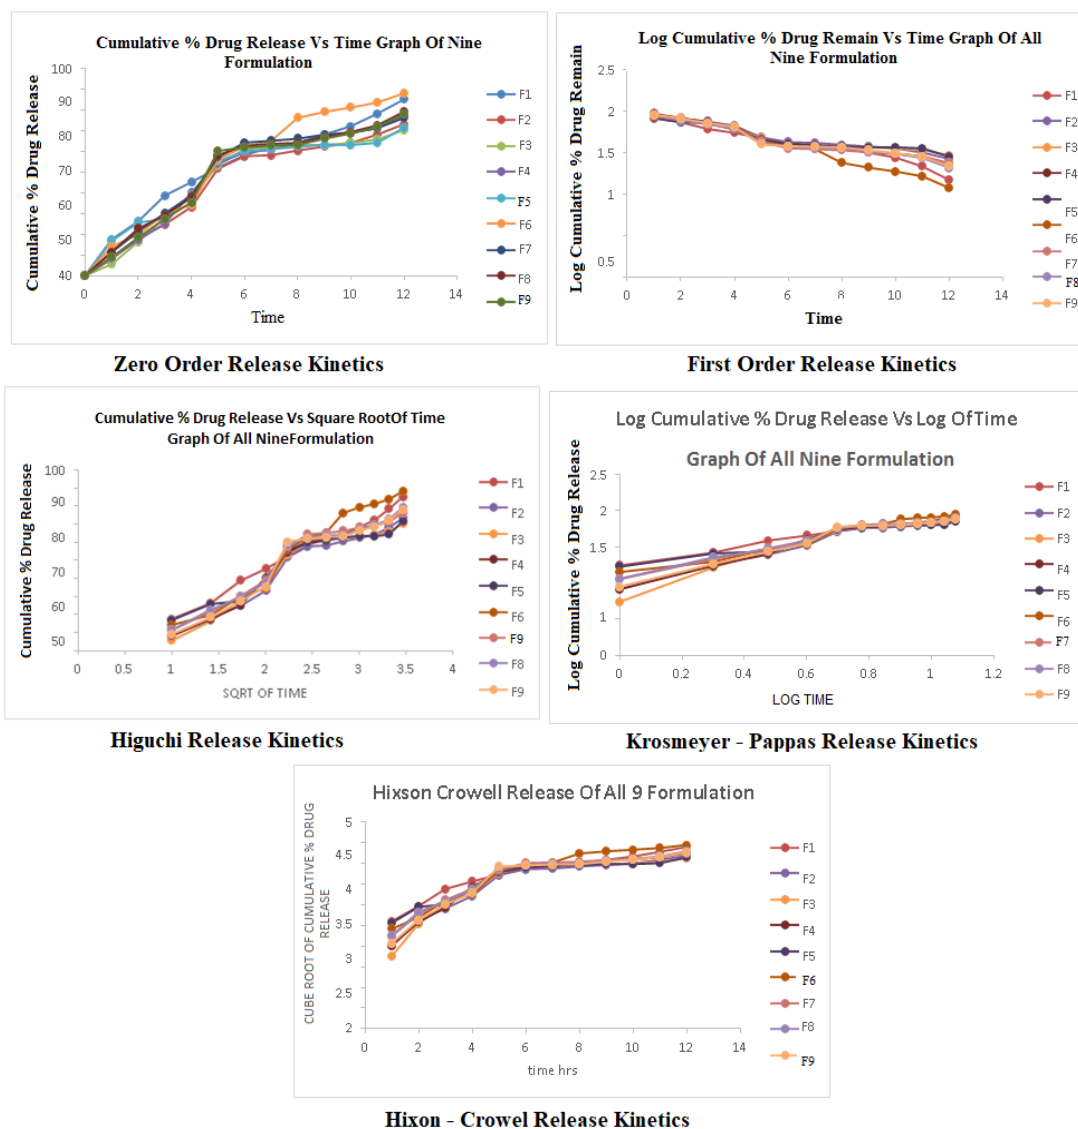 Cumulative % Drug Release Vs Time Graph Of Nine
Formulation
Cumulative % Drug Release
100
90
80
70
60
50
40
0
2
4
6
8
10
12
14
Time
F1
F2
F3
F4
F5
F6
F7
F8
F9
Zero Order Release Kinetics
Log Cumulative % Drug Remain Vs Time Graph Of All
Nine Formulation
Log Cumulative % Drug Remain
2.5
2
1.5
1
0.5
0
2
4
6
8
10
12
14
Time
F1
F2
F3
F4
F5
F6
F7
F8
F9
First Order Release Kinetics
Cumulative % Drug Release Vs Square RootOf Time
Graph Of All NineFormulation
Cumulative % Drug Release
100
90
80
70
60
50
0
0.5
1
1.5
2
2.5
3
3.5
4
SQRT OF TIME
F1
F2
F3
F4
F5
F6
F9
F8
F9
Higuchi Release Kinetics
Log Cumulative % Drug Release Vs Log OfTime
Graph Of All Nine Formulation
Log Cumulative % Drug Release
2.5
1.5
1
0
0
0.2
0.4
0.6
0.8
1
1.2
LOG TIME
F1
F2
F3
F4
F5
F6
F7
F8
F9
Krosmeyer - Pappas Release Kinetics
Hixson Crowell Release Of All 9 Formulation
CUBE ROOT OF CUMULATIVE % DRUG
RELEASE
5
4.5
4
3.5
3
2.5
2
0
2
4
6
8
10
12
14
time hrs
F1
F2
F3
F4
F5
F6
F7
F8
F9
Hixon - Crowel Release Kinetics